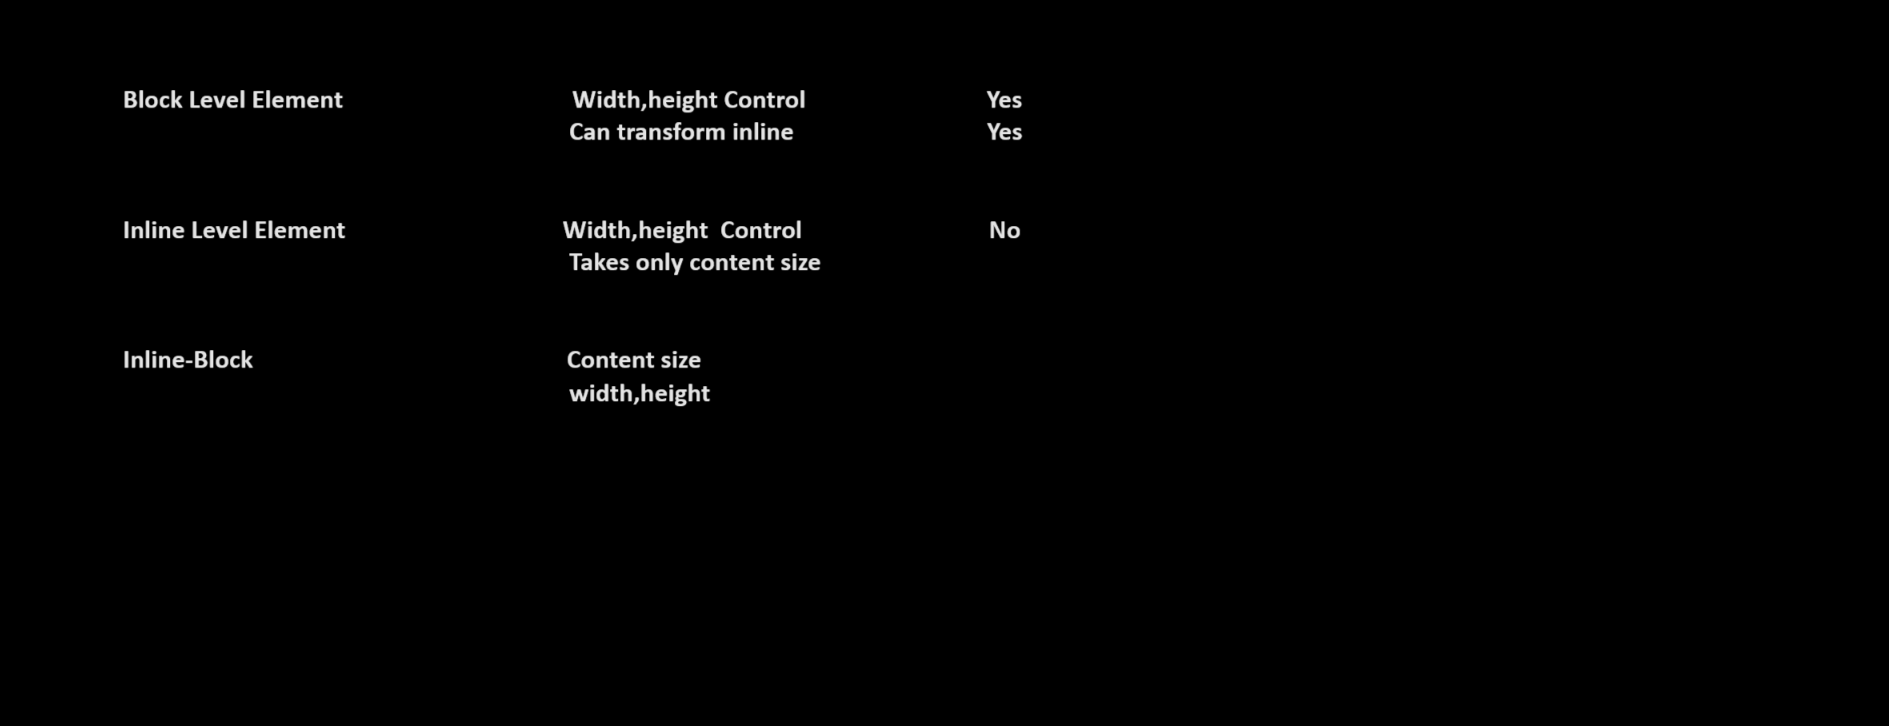 Block Level Element Width,height Control Yes
Can transform inline Yes
Inline Level Element Width,height Control No
Takes only content size
Inline-Block Content size
width,height